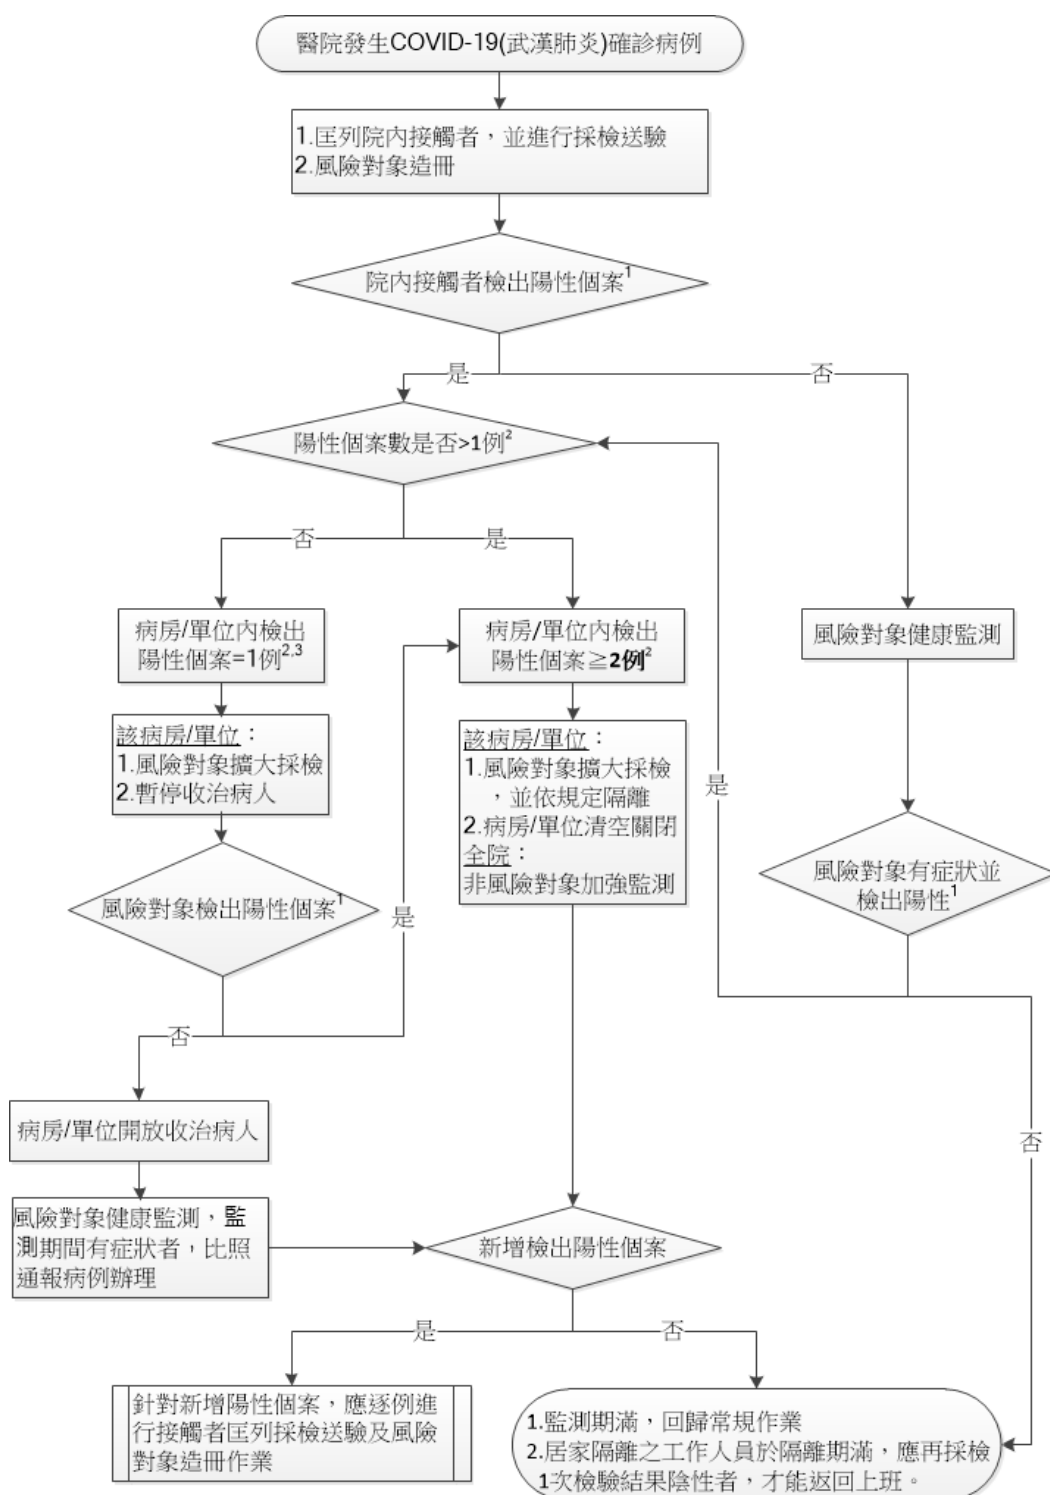 醫院發生COVID-19(武漢肺炎)確診病例
1.匡列院內接觸者，並進行採檢送驗
2.風險對象造冊
院內接觸者檢出陽性個案1
是
否
陽性個案數是否>1例2
否
是
病房/單位內檢出
陽性個案=1例2,3
病房/單位內檢出
陽性個案≧2例2
風險對象健康監測
該病房/單位：
1.風險對象擴大採檢
2.暫停收治病人
該病房/單位：
1.風險對象擴大採檢
，並依規定隔離
2.病房/單位清空關閉
全院：
非風險對象加強監測
是
風險對象有症狀並
檢出陽性1
風險對象檢出陽性個案1
是
否
病房/單位開放收治病人
否
風險對象健康監測，監
測期間有症狀者，比照
通報病例辦理
新增檢出陽性個案
是
否
針對新增陽性個案，應逐例進
行接觸者匡列採檢送驗及風險
對象造冊作業
1.監測期滿，回歸常規作業
2.居家隔離之工作人員於隔離期滿，應再採檢
1次檢驗結果陰性者，才能返回上班。